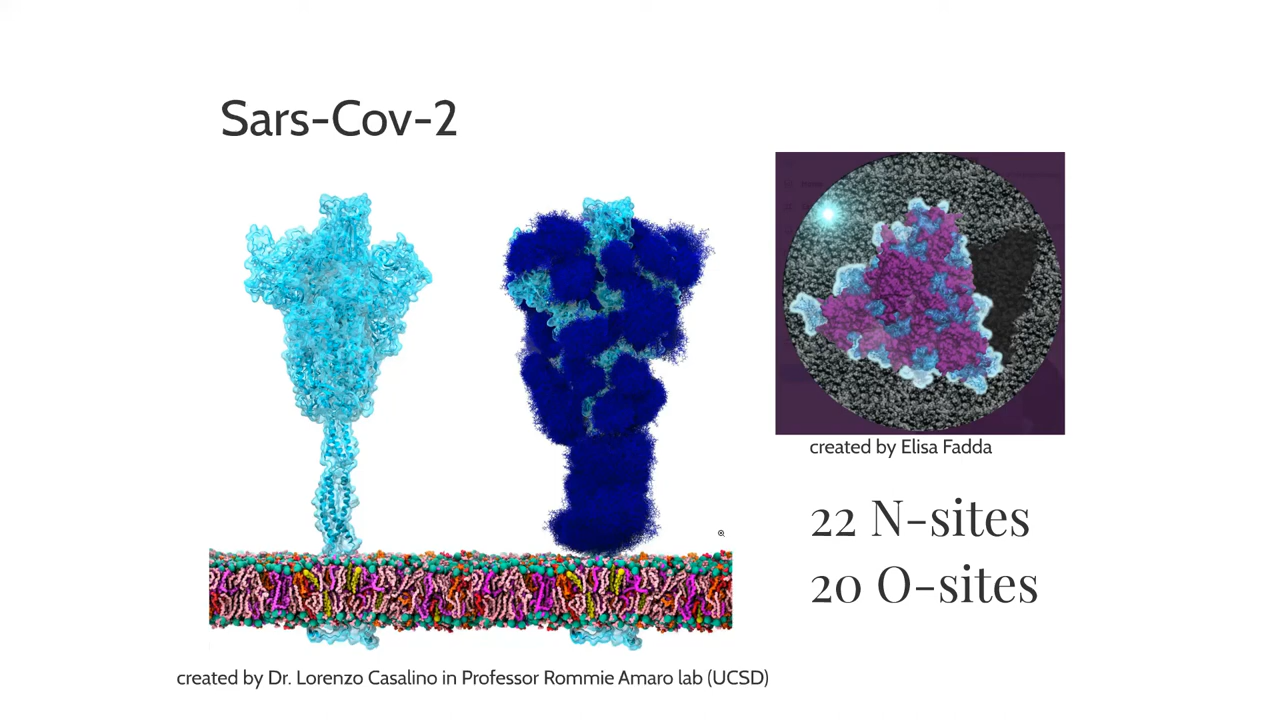 Sars-Cov-2
created by Elisa Fadda
22 N-sites
20 O-sites
created by Dr. Lorenzo Casalino in Professor Rommie Amaro lab (UCSD)